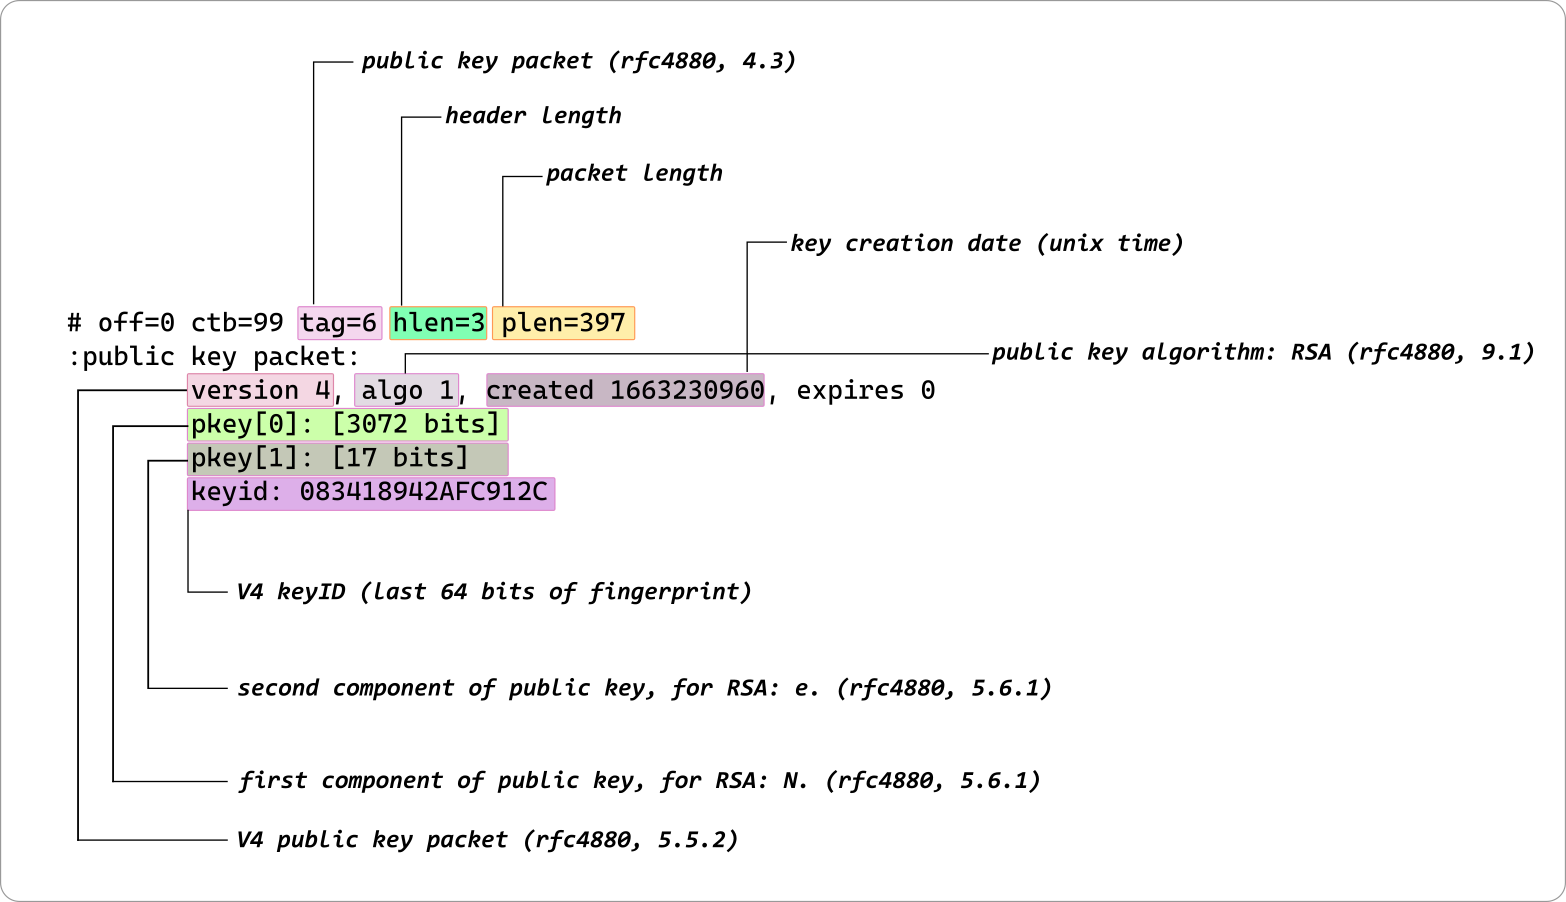 public key packet (rfc4880, 4.3)
header length
packet length
key creation date (unix time)
# off=0 ctb=99 tag=6 hlen=3 plen=397
:public key packet:
public key algorithm: RSA (rfc4880, 9.1)
version 4, algo 1, created 1663230960, expires 0
pkey[0]: [3072 bits]
pkey[1]: [17 bits]
keyid: 083418942AFC912C
V4 keyID (last 64 bits of fingerprint)
second component of public key, for RSA: e. (rfc4880, 5.6.1)
first component of public key, for RSA: N. (rfc4880, 5.6.1)
V4 public key packet (rfc4880, 5.5.2)